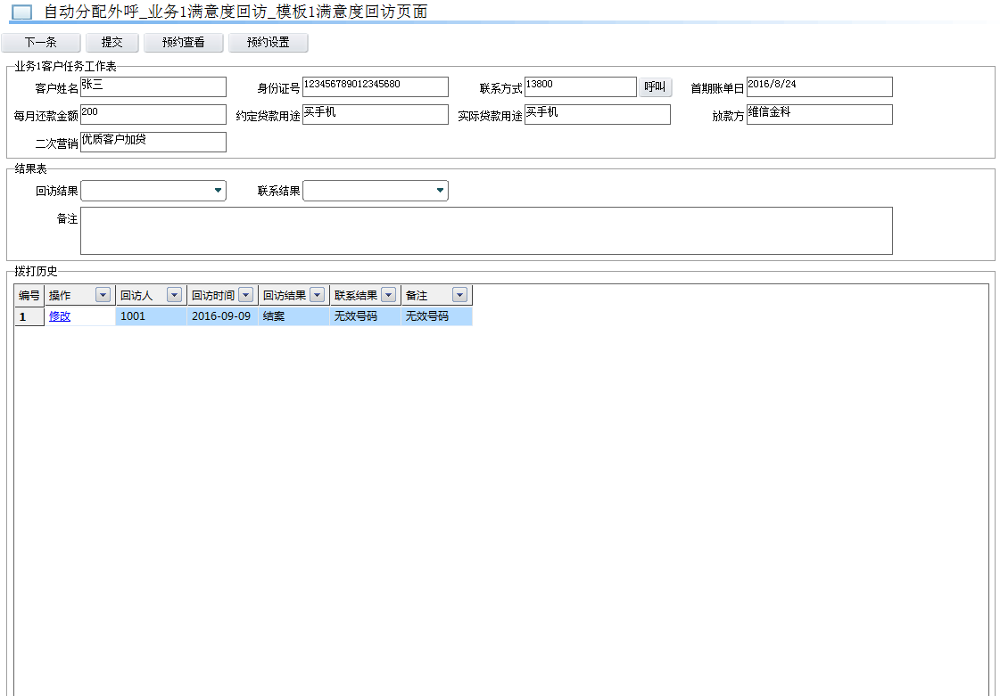 自动分配外呼_业务1满意度回访_模板1满意度回访页面
下一条 提交 预约查看 预约设置
业务1客户任务工作表
客户姓名 张三 身份证号 123456789012345680 联系方式 13800 呼叫 首期账单日 2016/8/24
每月还款金额 200 约定贷款用途 买手机 实际贷款用途 买手机 放款方 维信金科
二次营销 优质客户加贷
结果表
回访结果 联系结果
备注
拨打历史
编号 操作 回访人 回访时间 回访结果 联系结果 备注
1 修改 1001 2016-09-09 结案 无效号码 无效号码